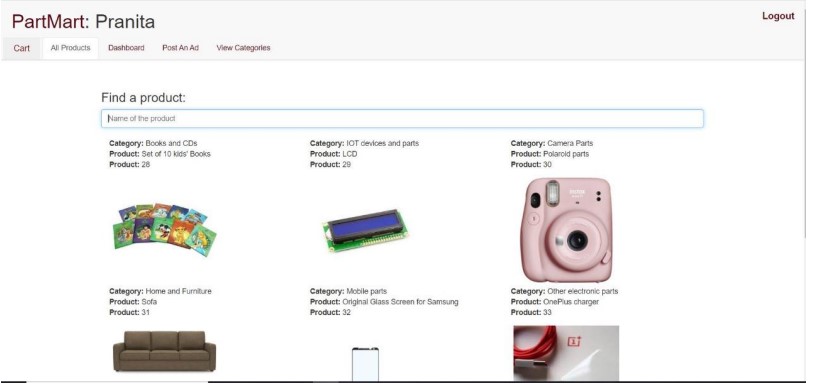 PartMart: Pranita
Logout
Cart All Products Dashboard Post An Ad View Categories
Find a product:
Name of the product
Category: Books and CDs
Product: Set of 10 kids' Books
Product: 28
Category: IOT devices and parts
Product: LCD
Product: 29
Category: Camera Parts
Product: Polaroid parts
Product: 30
Category: Home and Furniture
Product: Sofa
Product: 31
Category: Mobile parts
Product: Original Glass Screen for Samsung
Product: 32
Category: Other electronic parts
Product: OnePlus charger
Product: 33